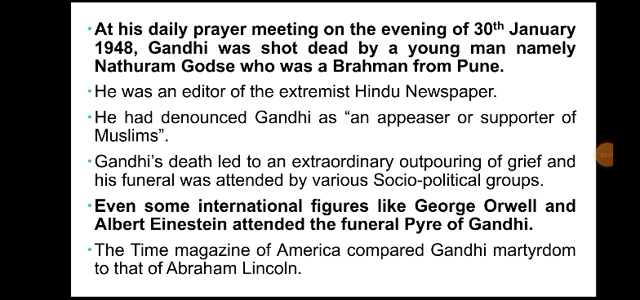 •At his daily prayer meeting on the evening of 30th January
1948, Gandhi was shot dead by a young man namely
Nathuram Godse who was a Brahman from Pune.
•He was an editor of the extremist Hindu Newspaper.
•He had denounced Gandhi as “an appeaser or supporter of
Muslims”.
•Gandhi’s death led to an extraordinary outpouring of grief and
his funeral was attended by various Socio-political groups.
•Even some international figures like George Orwell and
Albert Einestein attended the funeral Pyre of Gandhi.
•The Time magazine of America compared Gandhi martyrdom
to that of Abraham Lincoln.